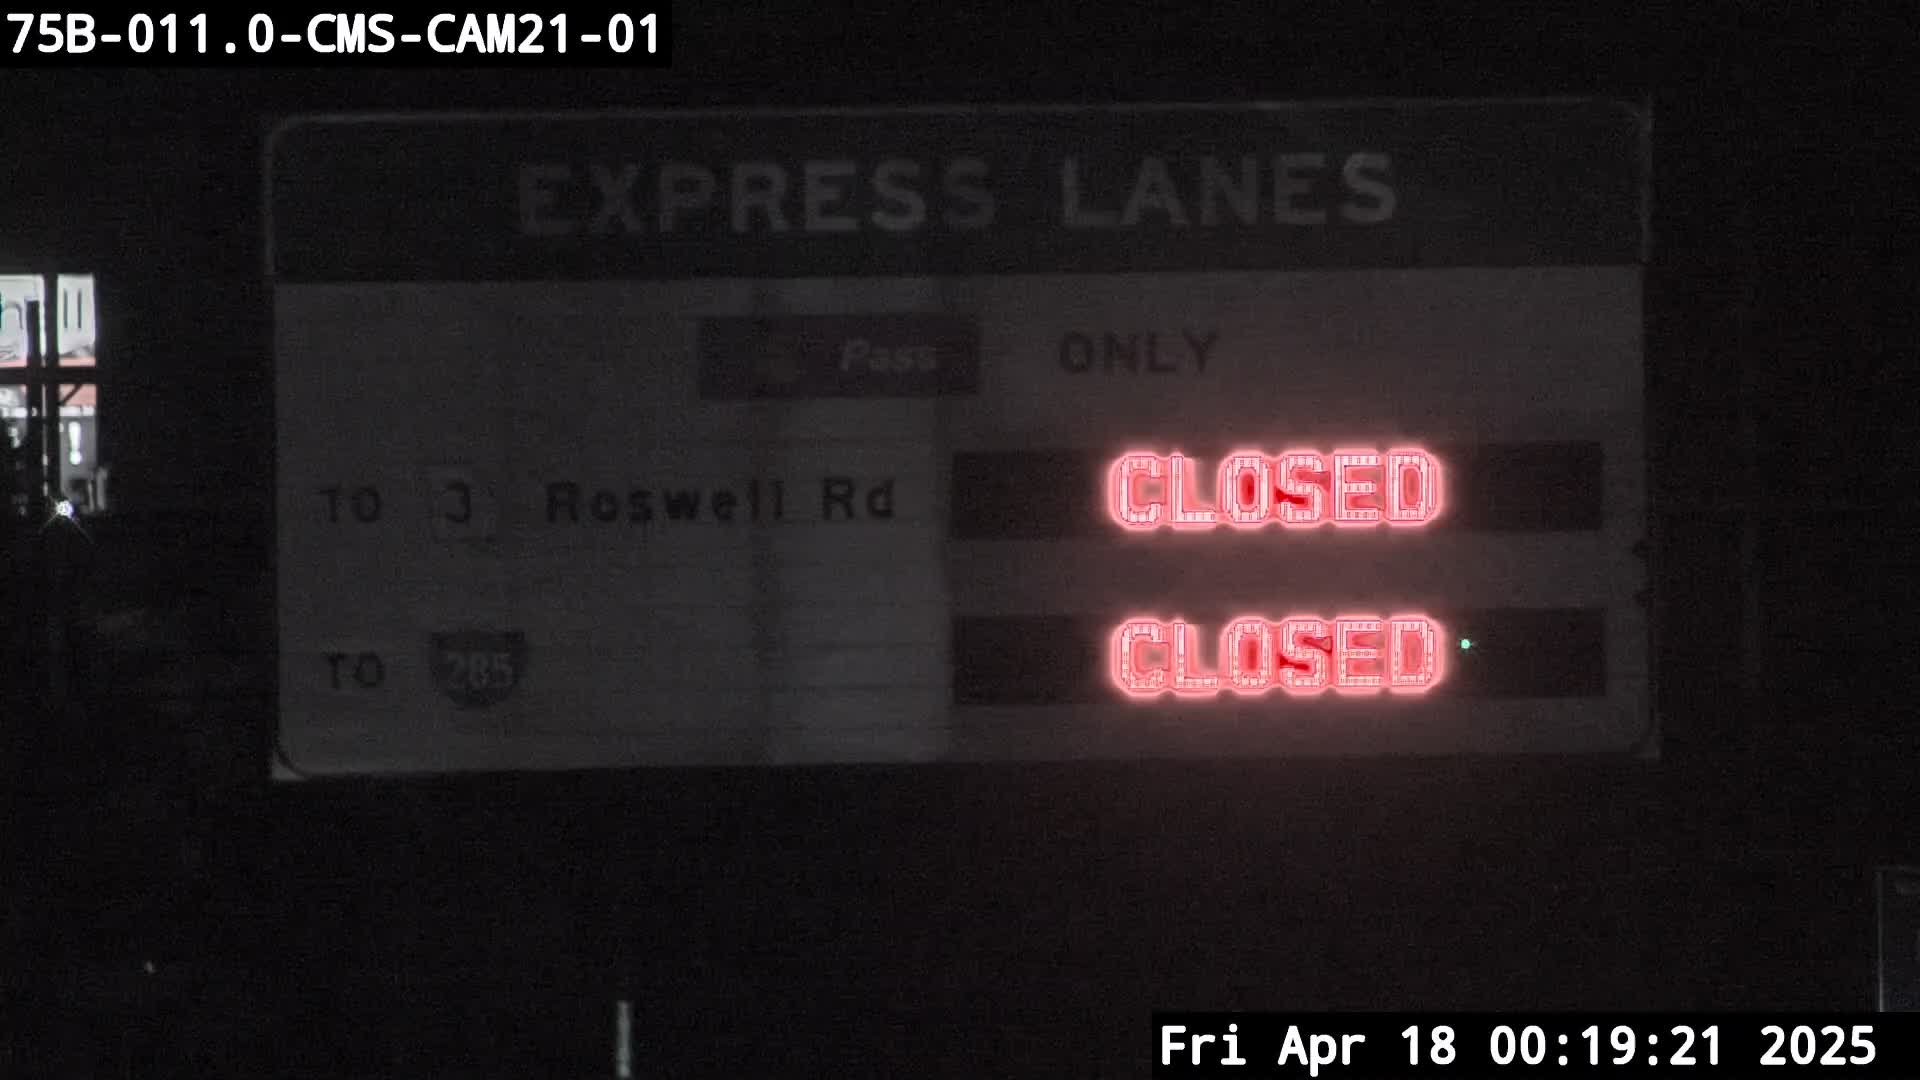 75B-011.0-CMS-CAM21-01
EXPRESS LANES
Pass ONLY
TO 3 Roswell Rd CLOSED
TO 285 CLOSED
Fri Apr 18 00:19:21 2025